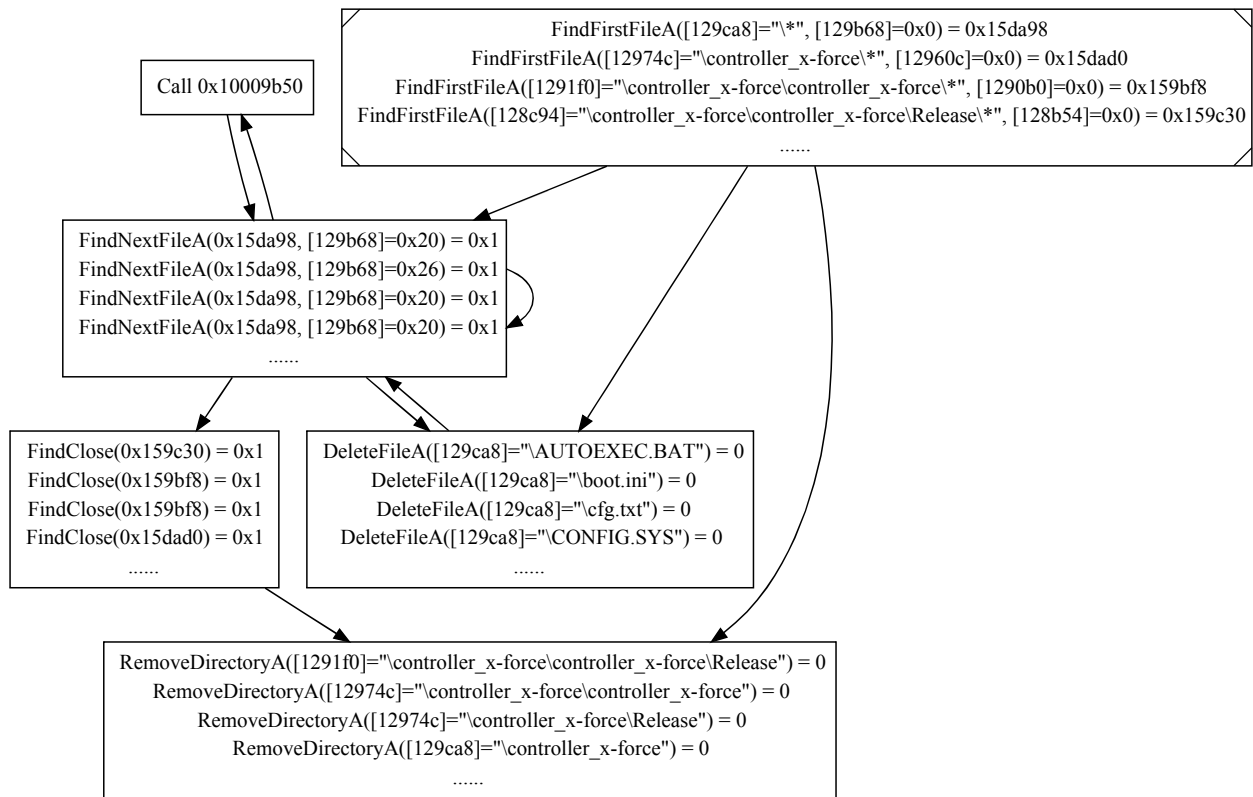 FindFirstFileA([129ca8]="\*", [129b68]=0x0) = 0x15da98
FindFirstFileA([12974c]="\controller_x-force\*", [12960c]=0x0) = 0x15dad0
FindFirstFileA([1291f0]="\controller_x-force\controller_x-force\*", [1290b0]=0x0) = 0x159bf8
FindFirstFileA([128c94]="\controller_x-force\controller_x-force\Release\*", [128b54]=0x0) = 0x159c30
......
Call 0x10009b50
FindNextFileA(0x15da98, [129b68]=0x20) = 0x1
FindNextFileA(0x15da98, [129b68]=0x26) = 0x1
FindNextFileA(0x15da98, [129b68]=0x20) = 0x1
FindNextFileA(0x15da98, [129b68]=0x20) = 0x1
......
FindClose(0x159c30) = 0x1
FindClose(0x159bf8) = 0x1
FindClose(0x159bf8) = 0x1
FindClose(0x15dad0) = 0x1
......
DeleteFileA([129ca8]="\AUTOEXEC.BAT") = 0
DeleteFileA([129ca8]="\boot.ini") = 0
DeleteFileA([129ca8]="\cfg.txt") = 0
DeleteFileA([129ca8]="\CONFIG.SYS") = 0
......
RemoveDirectoryA([1291f0]="\controller_x-force\controller_x-force\Release") = 0
RemoveDirectoryA([12974c]="\controller_x-force\controller_x-force") = 0
RemoveDirectoryA([12974c]="\controller_x-force\Release") = 0
RemoveDirectoryA([129ca8]="\controller_x-force") = 0
......